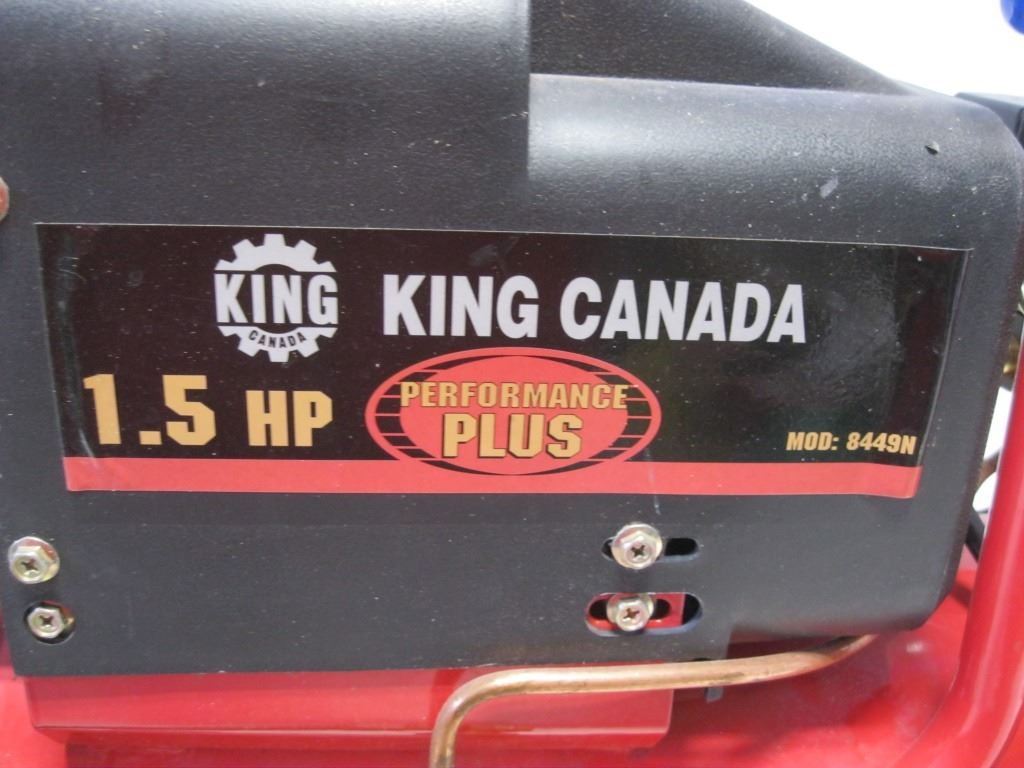 KING
CANADA
KING CANADA
1.5 HP
PERFORMANCE
PLUS
MOD: 8449N